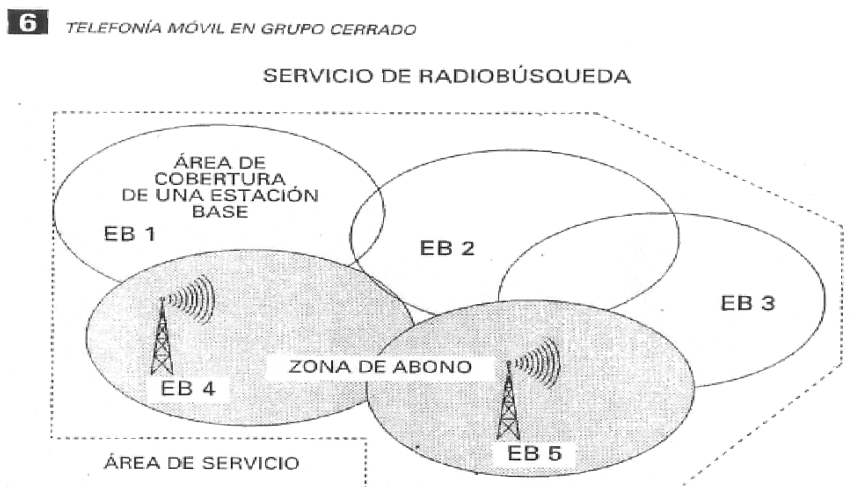 6 TELEFONÍA MÓVIL EN GRUPO CERRADO
SERVICIO DE RADIOBÚSQUEDA
ÁREA DE
COBERTURA
DE UNA ESTACIÓN
BASE
EB 1
EB 2
EB 3
ZONA DE ABONO
EB 4
EB 5
ÁREA DE SERVICIO